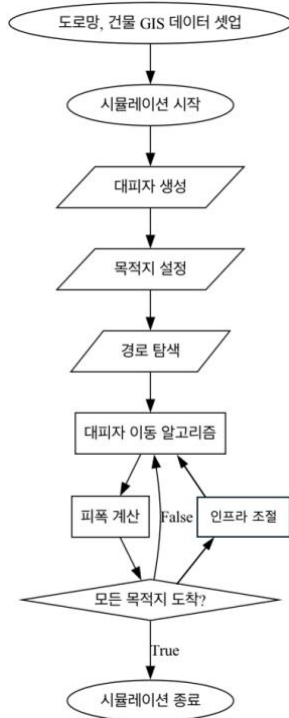 도로망, 건물 GIS 데이터 셋업
시뮬레이션 시작
대피자 생성
목적지 설정
경로 탐색
대피자 이동 알고리즘
피폭 계산
False
인프라 조절
모든 목적지 도착?
True
시뮬레이션 종료